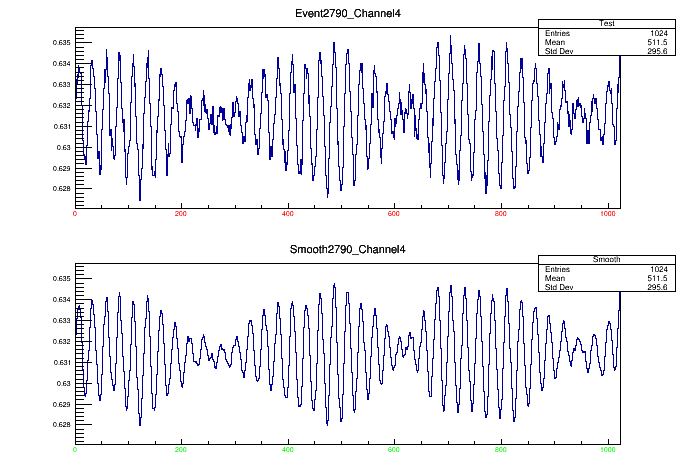 Event2790_Channel4
Test
Entries 1024
Mean 511.5
Std Dev 295.6
0.635
0.634
0.633
0.632
0.631
0.63
0.629
0.628
0 200 400 600 800 1000
Smooth2790_Channel4
Smooth
Entries 1024
Mean 511.5
Std Dev 295.6
0.635
0.634
0.633
0.632
0.631
0.63
0.629
0.628
0 200 400 600 800 1000